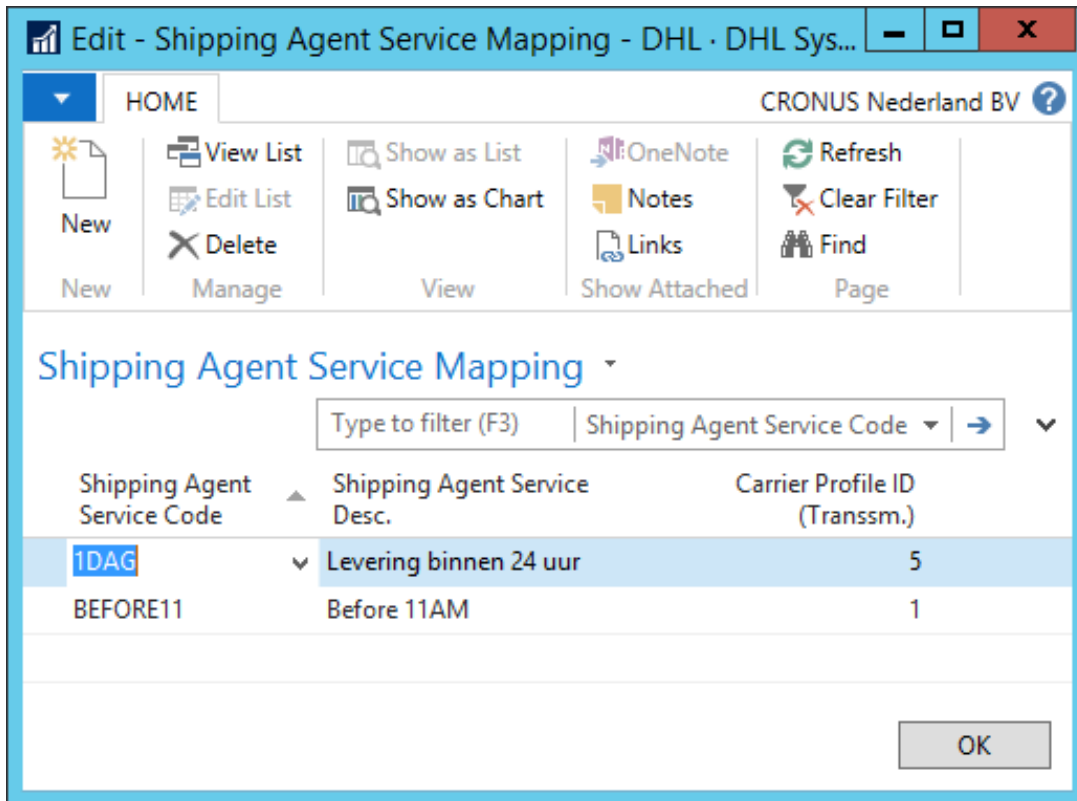 Edit - Shipping Agent Service Mapping - DHL · DHL Sys...
HOME
CRONUS Nederland BV
New
View List
Edit List
Delete
Show as List
Show as Chart
OneNote
Notes
Links
Refresh
Clear Filter
Find
New
Manage
View
Show Attached
Page
Shipping Agent Service Mapping
Type to filter (F3)
Shipping Agent Service Code
Shipping Agent
Service Code
Shipping Agent Service
Desc.
Carrier Profile ID
(Transsm.)
1DAG Levering binnen 24 uur 5
BEFORE11 Before 11AM 1
OK